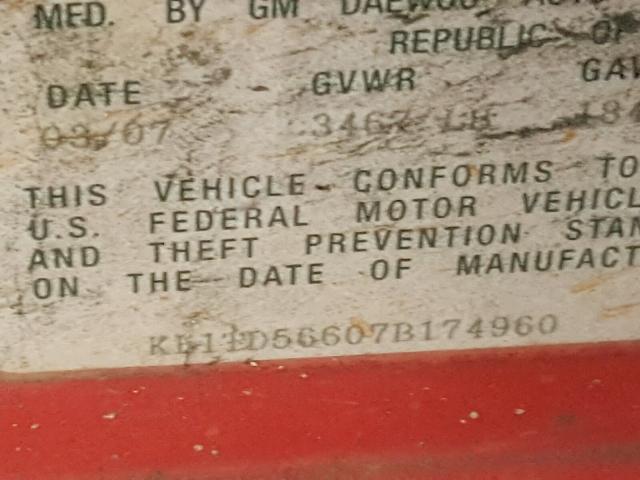 MFD. BY GM DAEWOO
REPUBLIC OF
DATE GVWR
03/07 3467 LB
THIS VEHICLE CONFORMS TO
U.S. FEDERAL MOTOR VEHICL
AND THEFT PREVENTION STAN
ON THE DATE OF MANUFACT
KL1TD56607B174960